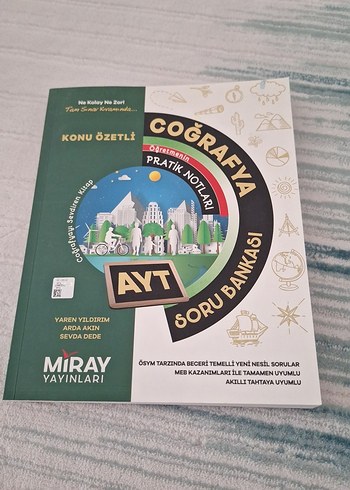 Ne Kolay Ne Zor!
Tam Sınav Kıvamında...
KONU ÖZETLİ
COĞRAFYA
Öğretmenin
PRATİK NOTLARI
Coğrafyayı Sevdiren Kitap
AYT
SORU BANKASI
YAREN YILDIRIM
ARDA AKIN
SEVDA DEDE
MİRAY
YAYINLARI
ÖSYM TARZINDA BECERİ TEMELLİ YENİ NESİL SORULAR
MEB KAZANIMLARI İLE TAMAMEN UYUMLU
AKILLI TAHTAYA UYUMLU